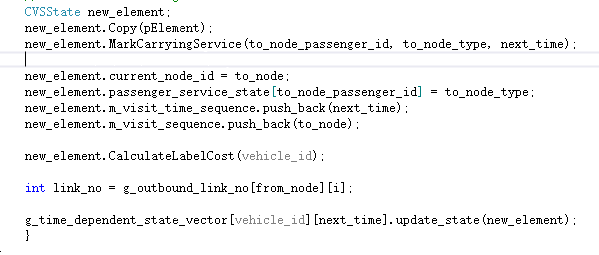 CVSState new_element;
new_element.Copy(pElement);
new_element.MarkCarryingService(to_node_passenger_id, to_node_type, next_time);
new_element.current_node_id = to_node;
new_element.passenger_service_state[to_node_passenger_id] = to_node_type;
new_element.m_visit_time_sequence.push_back(next_time);
new_element.m_visit_sequence.push_back(to_node);
new_element.CalculateLabelCost(vehicle_id);
int link_no = g_outbound_link_no[from_node][i];
g_time_dependent_state_vector[vehicle_id][next_time].update_state(new_element);
}